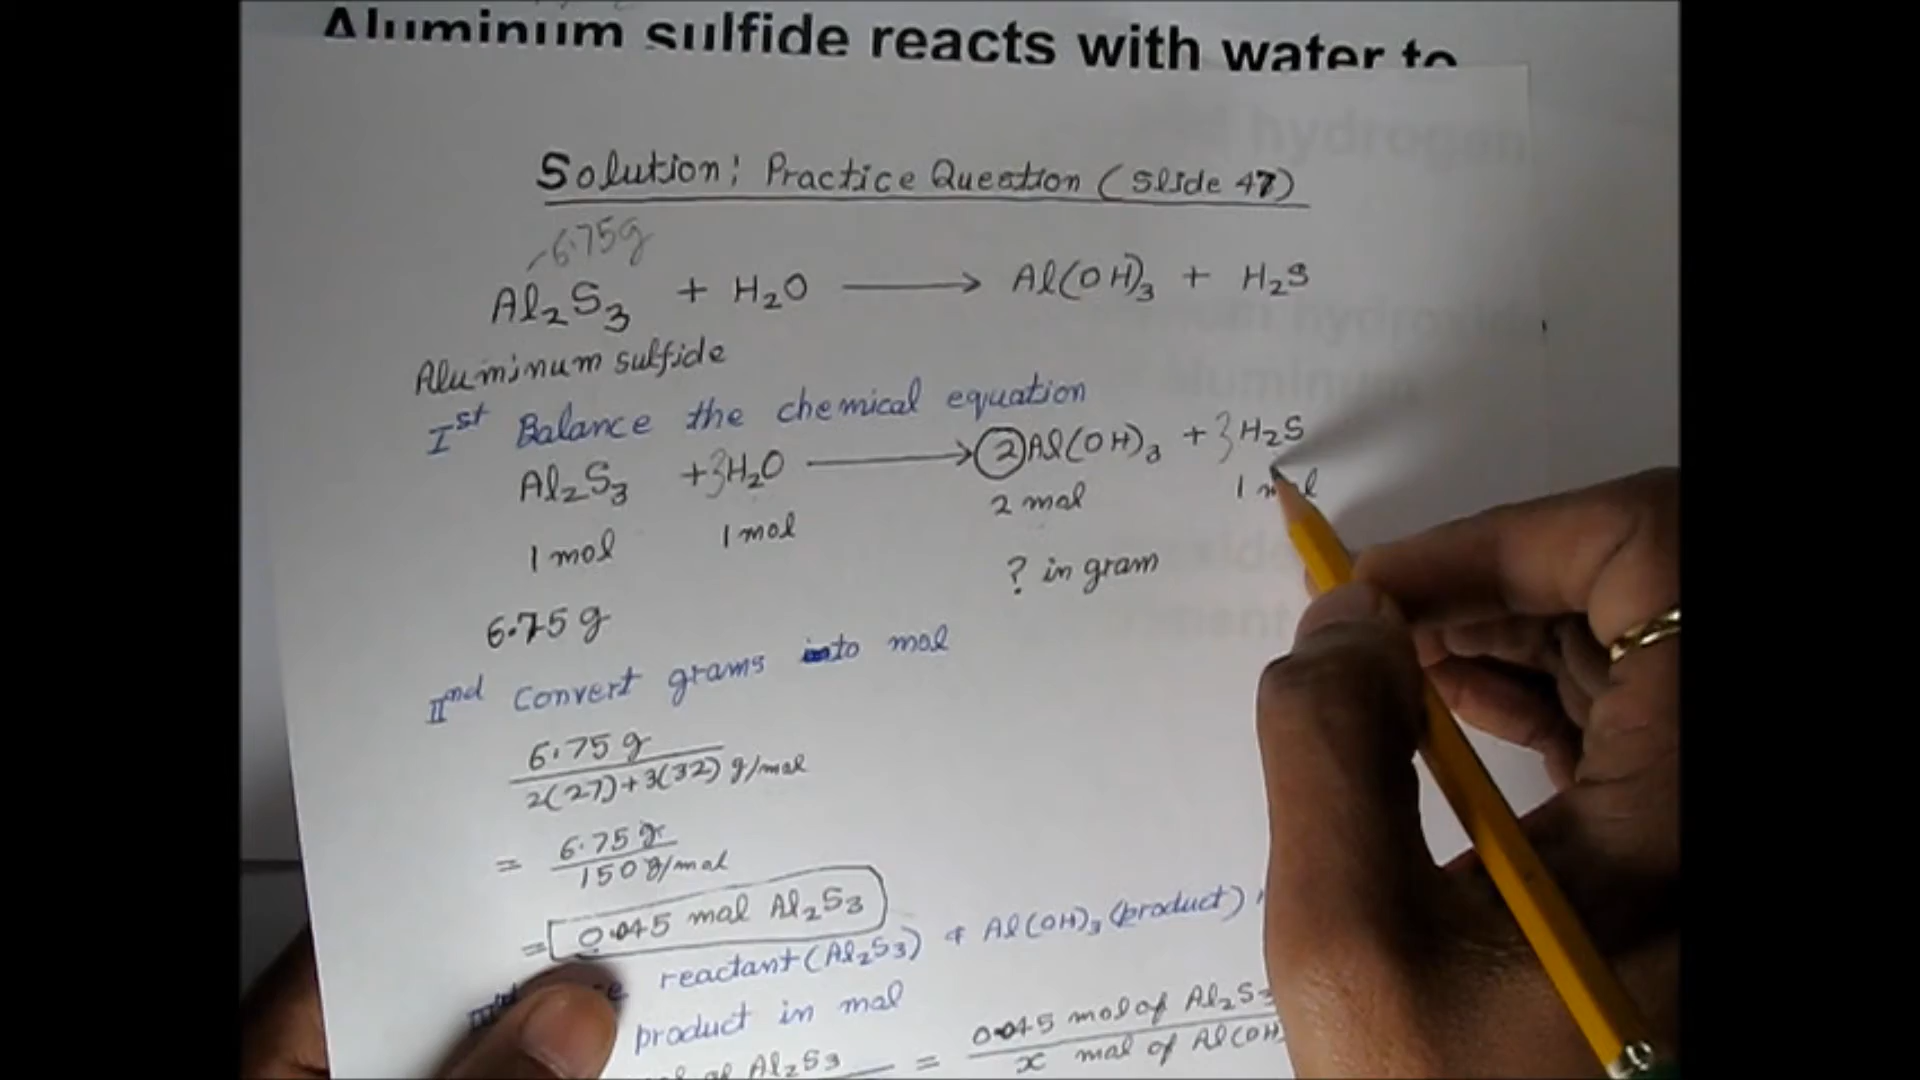 Aluminum sulfide reacts with water to
Solution: Practice Question (Slide 47)
6.75g
Al₂S₃ + H₂O ⟶ Al(OH)₃ + H₂S
Aluminum sulfide
Iˢᵗ Balance the chemical equation
Al₂S₃ + 3H₂O ⟶ 2Al(OH)₃ + 3H₂S
1 mol 1 mol 2 mol 1 mol
? in gram
6.75 g
IIⁿᵈ Convert grams into mol
6.75 g
2(27)+3(32) g/mol
= 6.75 g
150 g/mol
= 0.045 mol Al₂S₃
reactant (Al₂S₃) & Al(OH)₃ (product)
product in mol
Al₂S₃ = 0.045 mol of Al₂S₃
x mol of Al(OH)